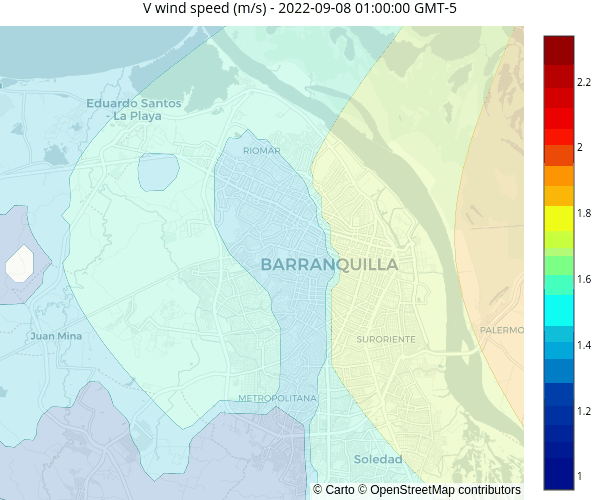 V wind speed (m/s) - 2022-09-08 01:00:00 GMT-5
2.2
Eduardo Santos
- La Playa
RIOMAR
2
1.8
BARRANQUILLA
1.6
Juan Mina
SURORIENTE
PALERMO
1.4
METROPOLITANA
1.2
Soledad
1
© Carto © OpenStreetMap contributors